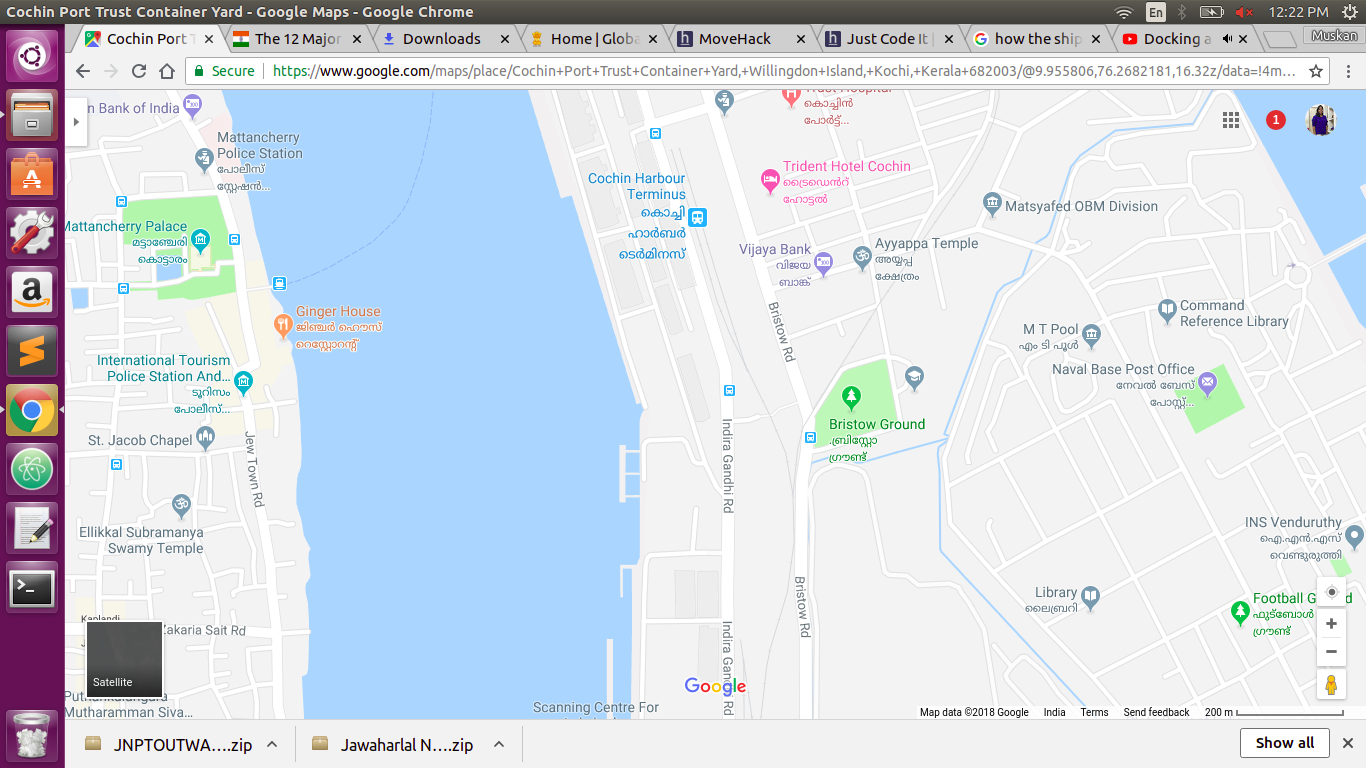 Cochin Port Trust Container Yard - Google Maps - Google Chrome
En
12:22 PM
Cochin Port T
The 12 Major
Downloads
Home | Globa
MoveHack
Just Code It |
how the ship
Docking a
Muskan
Secure
https://www.google.com/maps/place/Cochin+Port+Trust+Container+Yard,+Willingdon+Island,+Kochi,+Kerala+682003/@9.955806,76.2682181,16.32z/data=!4m...
n Bank of India
Mattancherry
Police Station
പോലീസ്
സ്റ്റേഷൻ...
Mattancherry Palace
മട്ടാഞ്ചേരി
കൊട്ടാരം
Ginger House
ജിഞ്ചർ ഹൌസ്
റെസ്റ്റോറന്റ്
International Tourism
Police Station And...
ടൂറിസം
പോലീസ്...
St. Jacob Chapel
Jew Town Rd
Ellikkal Subramanya
Swamy Temple
Zakaria Sait Rd
Satellite
Mutharamman Siva...
Cochin Harbour
Terminus
കൊച്ചി
ഹാർബർ
ടെർമിനസ്
കൊച്ചിൻ
പോർട്ട്...
Trident Hotel Cochin
ട്രൈഡെൻറ്
ഹോട്ടൽ
Matsyafed OBM Division
Vijaya Bank
വിജയ
ബാങ്ക്
Ayyappa Temple
അയ്യപ്പ
ക്ഷേത്രം
Bristow Rd
Command
Reference Library
M T Pool
എം ടി പൂൾ
Naval Base Post Office
നേവൽ ബേസ്
പോസ്റ്റ്...
Bristow Ground
.ബ്രിസ്റ്റോ
ഗ്രൗണ്ട്
Indira Gandhi Rd
INS Venduruthy
ഐ.എൻ.എസ്
വെണ്ടുരുത്തി
Bristow Rd
Library
ലൈബ്രറി
Football G d
ഫുട്ബോൾ
ഗ്രൗണ്ട്
Indira Gan Rd
Scanning Centre For
Google
1
Map data ©2018 Google
India
Terms
Send feedback
200 m
JNPTOUTWA....zip
Jawaharlal N....zip
Show all